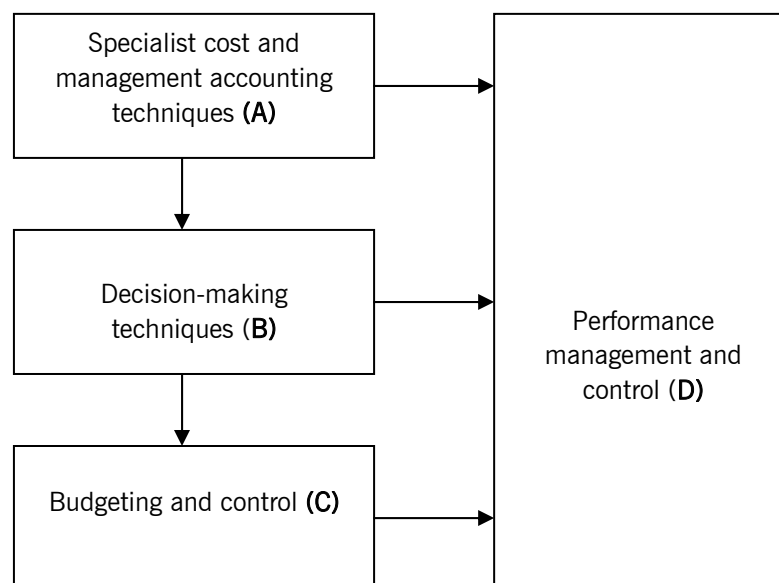 Specialist cost and
management accounting
techniques (A)
Decision-making
techniques (B)
Budgeting and control (C)
Performance
management and
control (D)